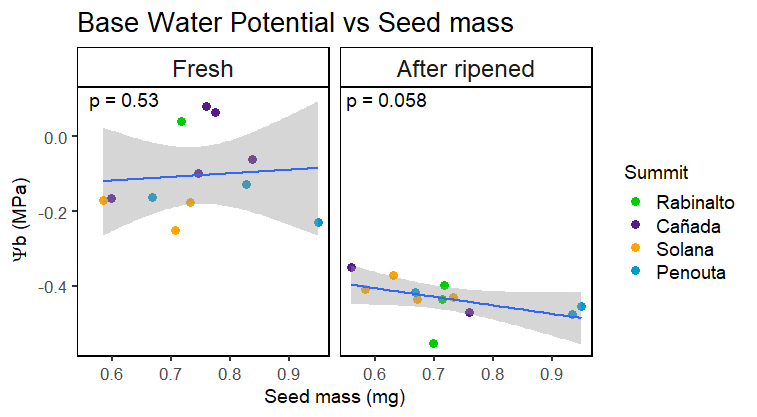 Base Water Potential vs Seed mass
Fresh
After ripened
p = 0.53
p = 0.058
0.0
-0.2
-0.4
Ψb (MPa)
0.6 0.7 0.8 0.9
0.6 0.7 0.8 0.9
Seed mass (mg)
Summit
Rabinalto
Cañada
Solana
Penouta